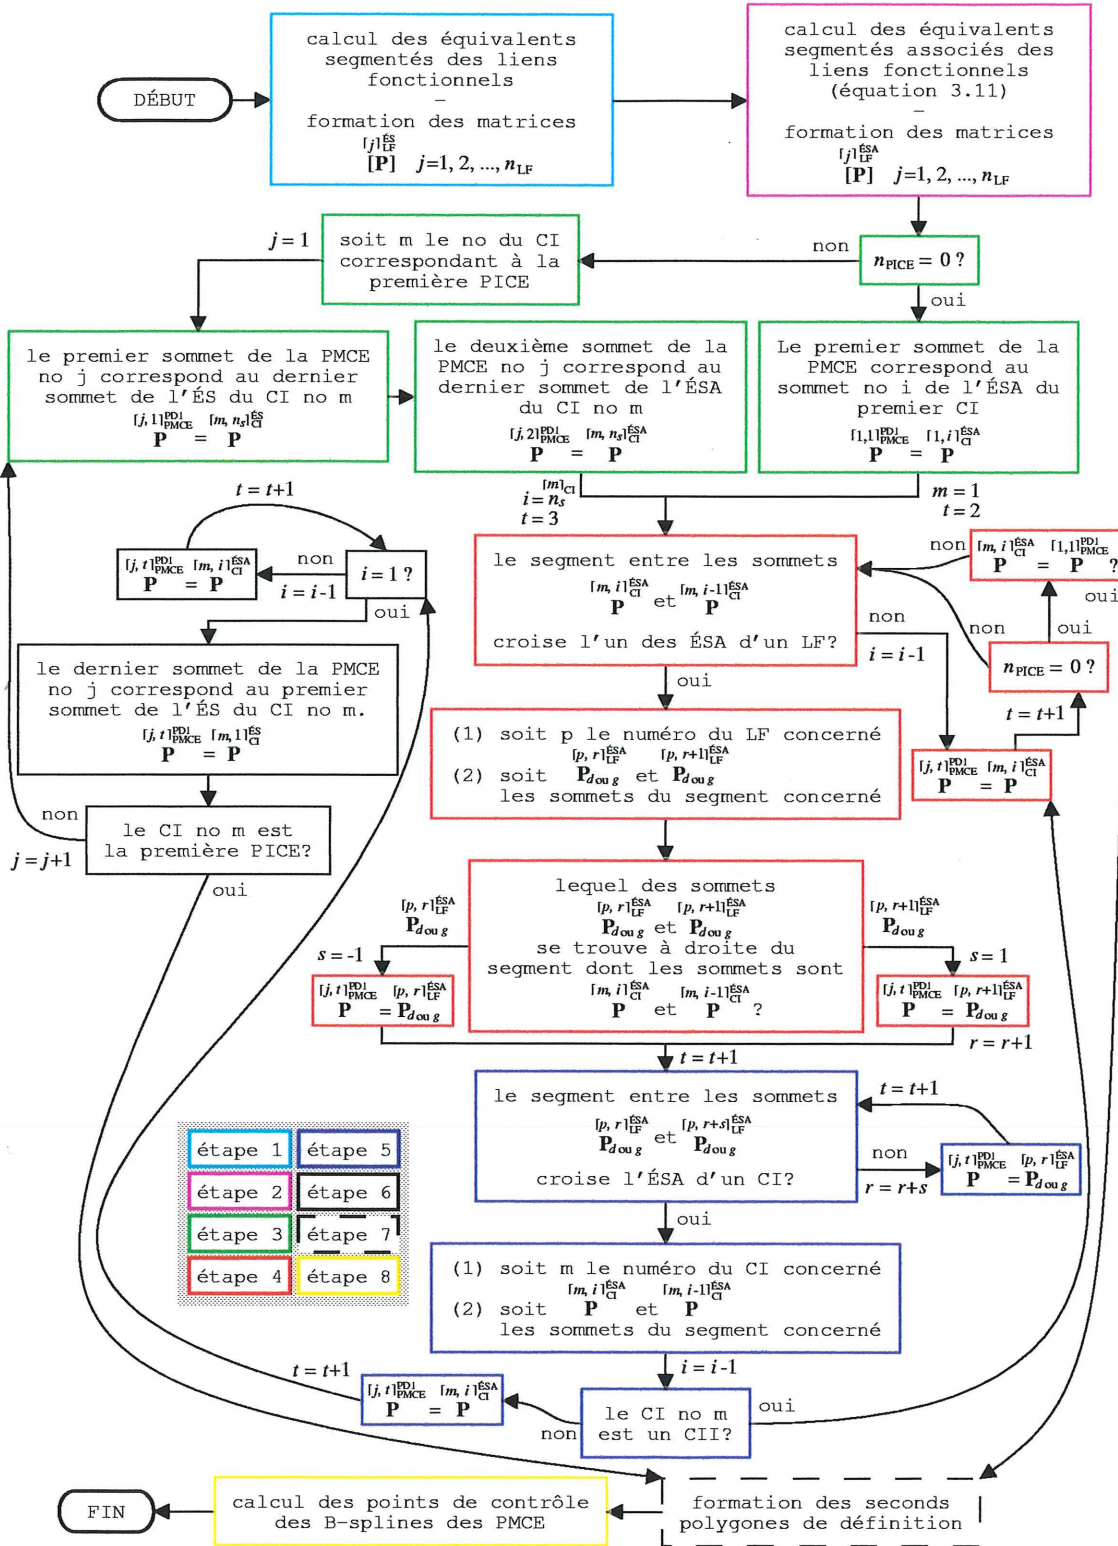 DÉBUT
calcul des équivalents
segmentés des liens
fonctionnels
–
formation des matrices
⌈j⌉ ÉS LF
[P] j=1, 2, ..., n_LF
calcul des équivalents
segmentés associés des
liens fonctionnels
(équation 3.11)
–
formation des matrices
⌈j⌉ ÉSA LF
[P] j=1, 2, ..., n_LF
n_PICE = 0 ?
non
oui
soit m le no du CI
correspondant à la
première PICE
j = 1
le premier sommet de la PMCE
no j correspond au dernier
sommet de l'ÉS du CI no m
⌈j, 1⌉ PD1 PMCE ⌈m, n_s⌉ ÉS CI
P = P
le deuxième sommet de la
PMCE no j correspond au
dernier sommet de l'ÉSA
du CI no m
⌈j, 2⌉ PD1 PMCE ⌈m, n_s⌉ ÉSA CI
P = P
Le premier sommet de la
PMCE correspond au
sommet no i de l'ÉSA du
premier CI
⌈1,1⌉ PD1 PMCE ⌈1, i⌉ ÉSA CI
P = P
⌈m⌉ CI
i = n_s
t = 3
m = 1
t = 2
t = t+1
⌈j, t⌉ PD1 PMCE ⌈m, i⌉ ÉSA CI
P = P
non
i = i-1
i = 1 ?
oui
le dernier sommet de la PMCE
no j correspond au premier
sommet de l'ÉS du CI no m.
⌈j, t⌉ PD1 PMCE ⌈m, 1⌉ ÉS CI
P = P
le CI no m est
la première PICE?
non
j = j+1
oui
le segment entre les sommets
⌈m, i⌉ ÉSA CI ⌈m, i-1⌉ ÉSA CI
P et P
croise l'un des ÉSA d'un LF?
non
i = i-1
oui
⌈m, i⌉ ÉSA CI ⌈1,1⌉ PD1 PMCE
P = P ?
non
oui
n_PICE = 0 ?
non
oui
t = t+1
⌈j, t⌉ PD1 PMCE ⌈m, i⌉ ÉSA CI
P = P
(1) soit p le numéro du LF concerné
⌈p, r⌉ ÉSA LF ⌈p, r+1⌉ ÉSA LF
(2) soit P_d ou g et P_d ou g
les sommets du segment concerné
lequel des sommets
⌈p, r⌉ ÉSA LF ⌈p, r+1⌉ ÉSA LF
P_d ou g et P_d ou g
se trouve à droite du
segment dont les sommets sont
⌈m, i⌉ ÉSA CI ⌈m, i-1⌉ ÉSA CI
P et P ?
⌈p, r⌉ ÉSA LF
P_d ou g
s = -1
⌈j, t⌉ PD1 PMCE ⌈p, r⌉ ÉSA LF
P = P_d ou g
⌈p, r+1⌉ ÉSA LF
P_d ou g
s = 1
⌈j, t⌉ PD1 PMCE ⌈p, r+1⌉ ÉSA LF
P = P_d ou g
r = r+1
t = t+1
le segment entre les sommets
⌈p, r⌉ ÉSA LF ⌈p, r+s⌉ ÉSA LF
P_d ou g et P_d ou g
croise l'ÉSA d'un CI?
t = t+1
non
r = r+s
⌈j, t⌉ PD1 PMCE ⌈p, r⌉ ÉSA LF
P = P_d ou g
oui
(1) soit m le numéro du CI concerné
⌈m, i⌉ ÉSA CI ⌈m, i-1⌉ ÉSA CI
(2) soit P et P
les sommets du segment concerné
i = i-1
le CI no m
est un CII?
oui
non
t = t+1
⌈j, t⌉ PD1 PMCE ⌈m, i⌉ ÉSA CI
P = P
étape 1 étape 5
étape 2 étape 6
étape 3 étape 7
étape 4 étape 8
formation des seconds
polygones de définition
calcul des points de contrôle
des B-splines des PMCE
FIN